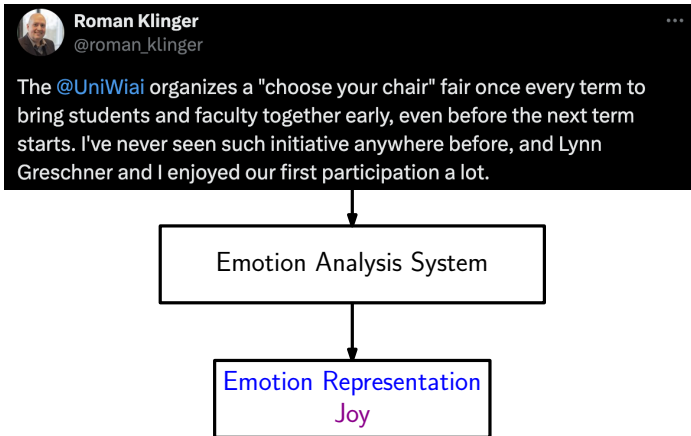 Roman Klinger
@roman_klinger
The @UniWiai organizes a "choose your chair" fair once every term to
bring students and faculty together early, even before the next term
starts. I've never seen such initiative anywhere before, and Lynn
Greschner and I enjoyed our first participation a lot.
Emotion Analysis System
Emotion Representation
Joy